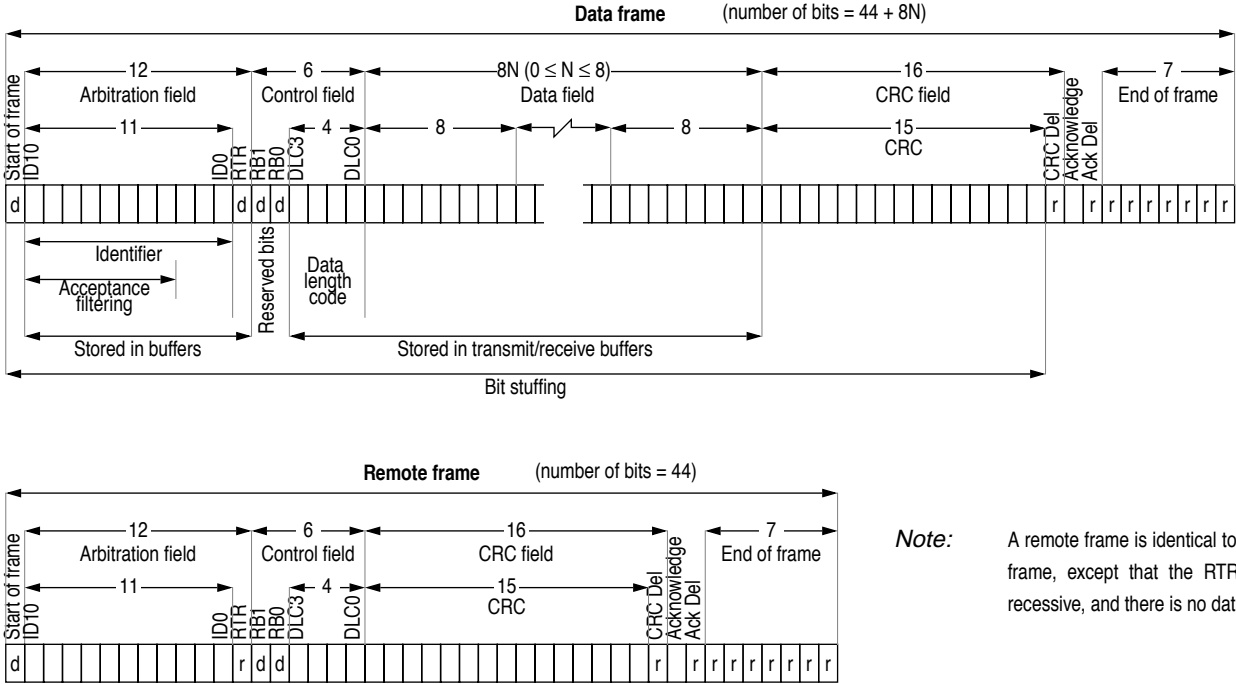 Data frame (number of bits = 44 + 8N)
12 6 8N (0 ≤ N ≤ 8) 16 7
Arbitration field Control field Data field CRC field End of frame
11 4 8 8 15
CRC
Start of frame
ID10
ID0
RTR
RB1
RB0
DLC3
DLC0
CRC Del
Acknowledge
Ack Del
d d d d r r r r r r r r r
Identifier
Acceptance
filtering
Reserved bits
Data
length
code
Stored in buffers
Stored in transmit/receive buffers
Bit stuffing
Remote frame (number of bits = 44)
12 6 16 7
Arbitration field Control field CRC field End of frame
11 4 15
CRC
Start of frame
ID10
ID0
RTR
RB1
RB0
DLC3
DLC0
CRC Del
Acknowledge
Ack Del
d r d d r r r r r r r r r
Note: A remote frame is identical to
frame, except that the RTR
recessive, and there is no dat